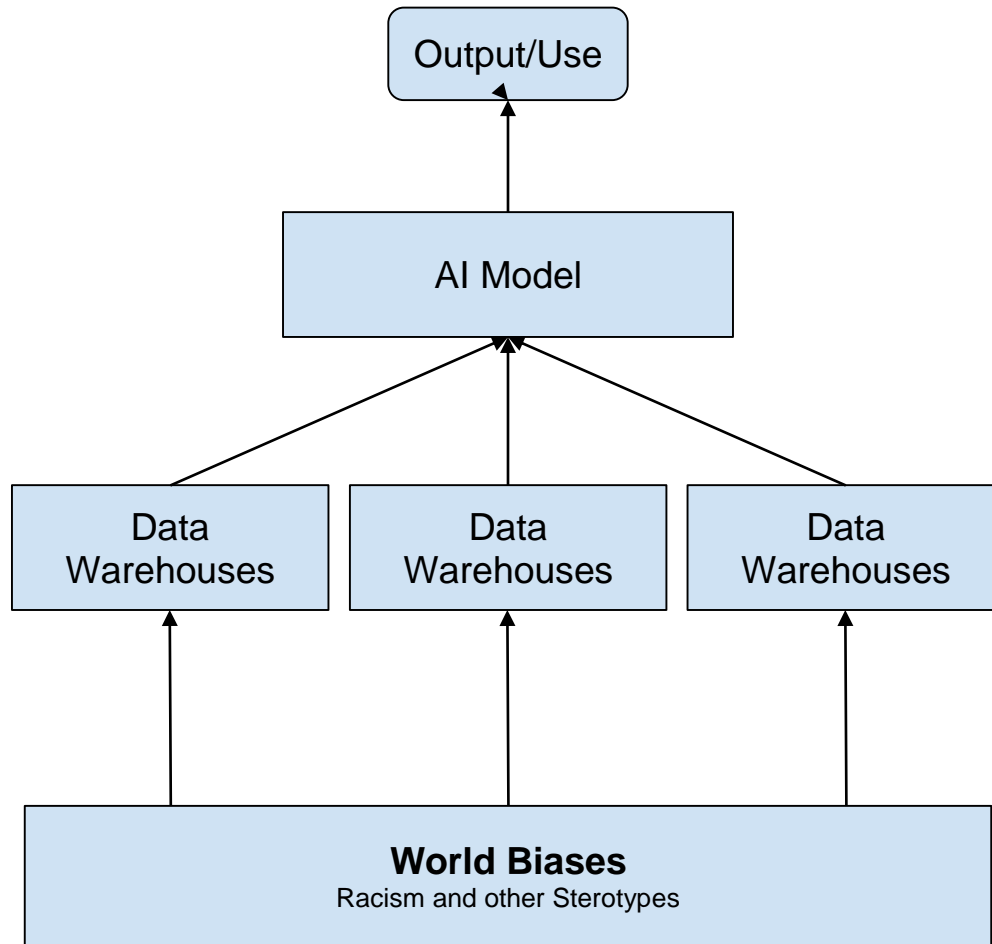 Output/Use
AI Model
Data
Warehouses
Data
Warehouses
Data
Warehouses
World Biases
Racism and other Sterotypes